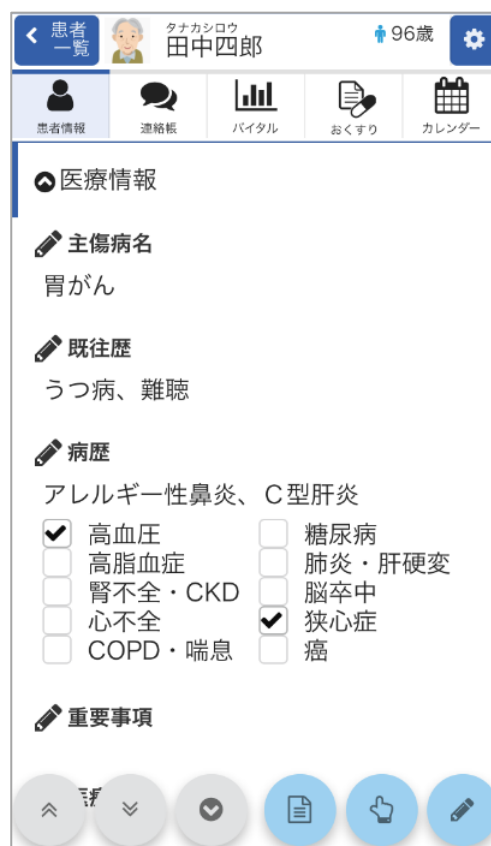 患者
一覧
タナカシロウ
田中四郎
96歳
患者情報
連絡帳
バイタル
おくすり
カレンダー
医療情報
主傷病名
胃がん
既往歴
うつ病、難聴
病歴
アレルギー性鼻炎、C型肝炎
高血圧
糖尿病
高脂血症
肺炎・肝硬変
腎不全・CKD
脳卒中
心不全
狭心症
COPD・喘息
癌
重要事項